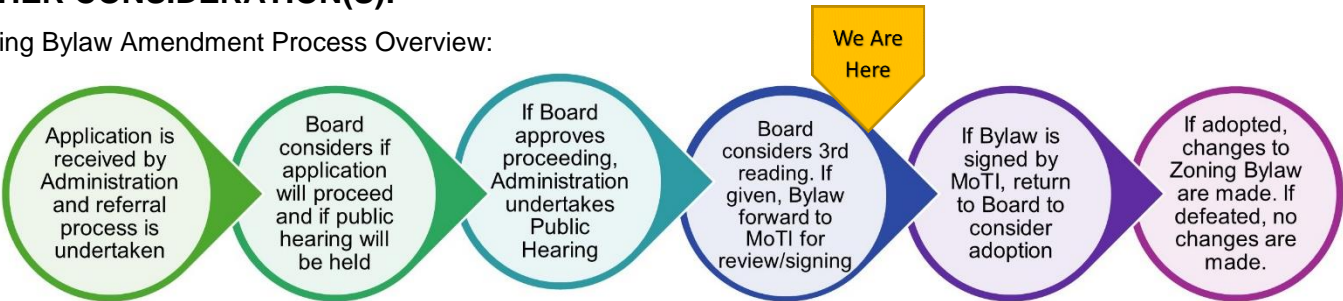 ing Bylaw Amendment Process Overview:
We Are
Here
Application is
received by
Administration
and referral
process is
undertaken
Board
considers if
application
will proceed
and if public
hearing will
be held
If Board
approves
proceeding,
Administration
undertakes
Public
Hearing
Board
considers 3rd
reading. If
given, Bylaw
forward to
MoTI for
review/signing
If Bylaw is
signed by
MoTI, return
to Board to
consider
adoption
If adopted,
changes to
Zoning Bylaw
are made. If
defeated, no
changes are
made.